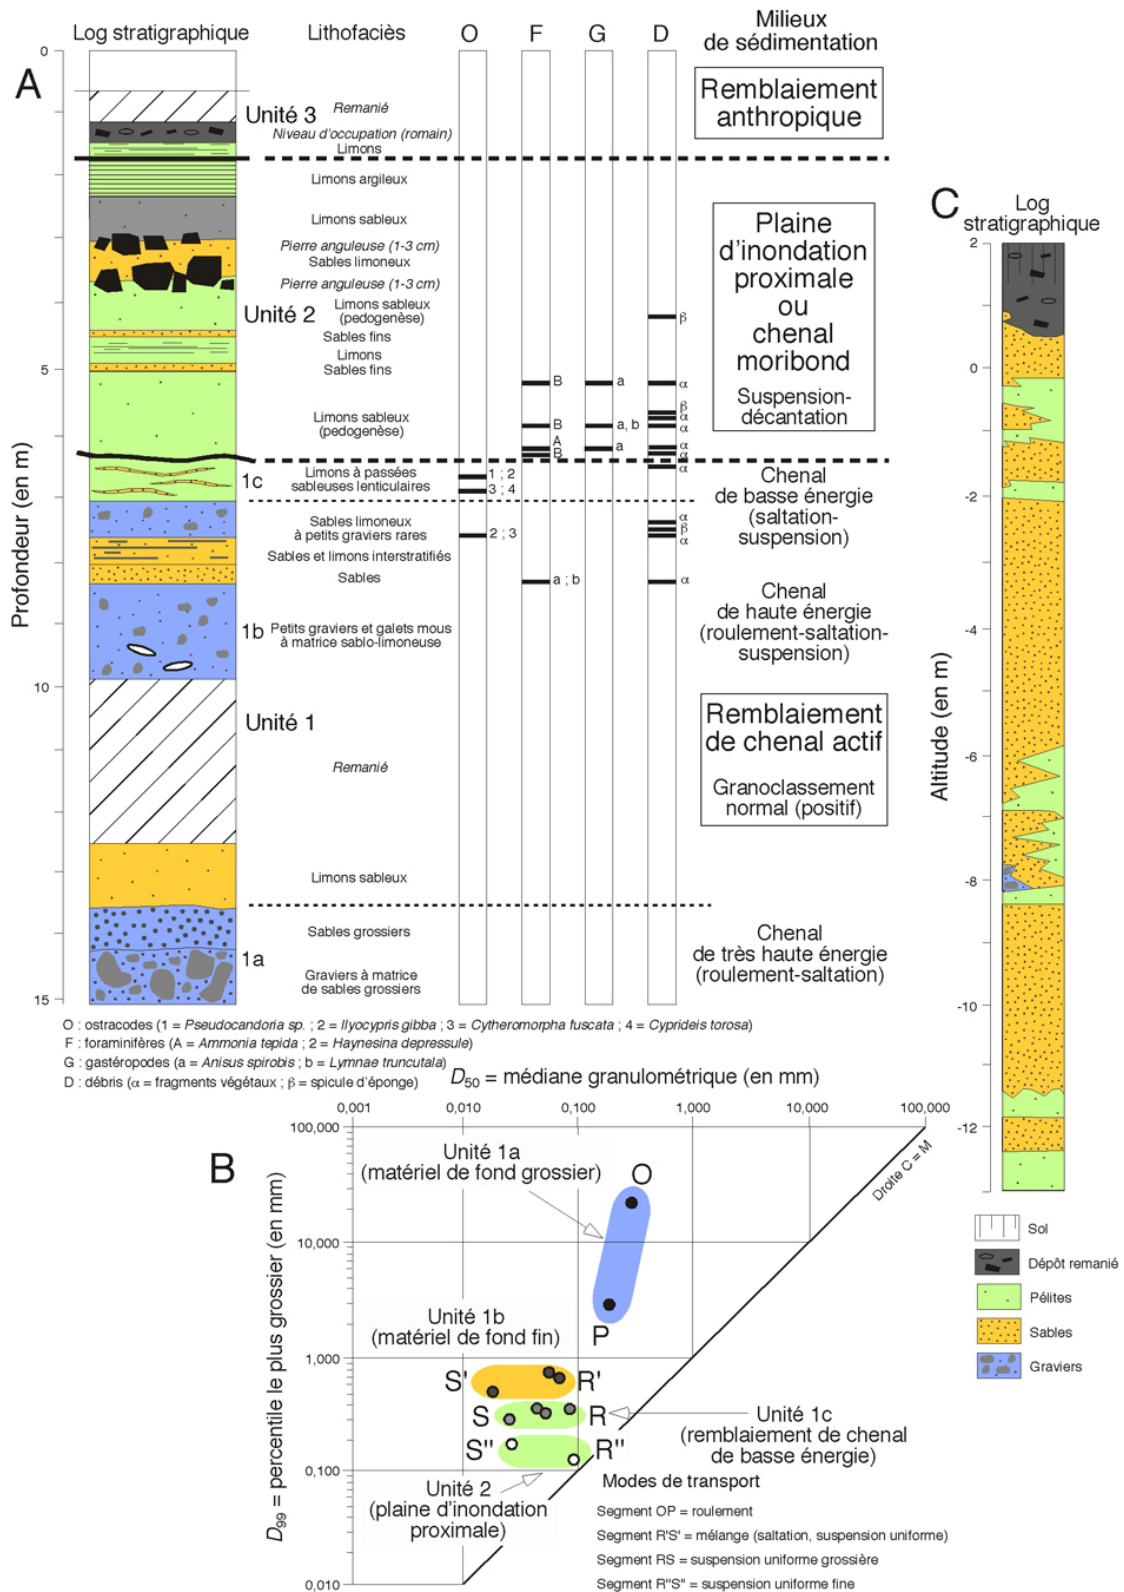 Log stratigraphique
Lithofaciès
O
F
G
D
Milieux
de sédimentation
A
0
5
10
15
Profondeur (en m)
Unité 3
Remanié
Niveau d'occupation (romain)
Limons
Remblaiement
anthropique
Limons argileux
Limons sableux
Pierre anguleuse (1-3 cm)
Sables limoneux
Pierre anguleuse (1-3 cm)
Unité 2
Limons sableux
(pedogenèse)
Sables fins
Limons
Sables fins
Limons sableux
(pedogenèse)
β
B
a
α
β
α
B
a, b
α
A
a
α
B
α
α
Plaine
d'inondation
proximale
ou
chenal
moribond
Suspension-
décantation
1c
Limons à passées
sableuses lenticulaires
1 ; 2
3 ; 4
Chenal
de basse énergie
(saltation-
suspension)
Sables limoneux
à petits graviers rares
2 ; 3
α
β
α
Sables et limons interstratifiés
Sables
a ; b
α
1b
Petits graviers et galets mous
à matrice sablo-limoneuse
Chenal
de haute énergie
(roulement-saltation-
suspension)
Unité 1
Remanié
Remblaiement
de chenal actif
Granoclassement
normal (positif)
Limons sableux
Sables grossiers
1a
Graviers à matrice
de sables grossiers
Chenal
de très haute énergie
(roulement-saltation)
O : ostracodes (1 = Pseudocandoria sp. ; 2 = Ilyocypris gibba ; 3 = Cytheromorpha fuscata ; 4 = Cyprideis torosa)
F : foraminifères (A = Ammonia tepida ; 2 = Haynesina depressule)
G : gastéropodes (a = Anisus spirobis ; b = Lymnae truncutala)
D : débris (α = fragments végétaux ; β = spicule d'éponge)
C
Log
stratigraphique
2
0
-2
-4
-6
-8
-10
-12
Altitude (en m)
Sol
Dépôt remanié
Pélites
Sables
Graviers
B
D50 = médiane granulométrique (en mm)
0,001
0,010
0,100
1,000
10,000
100,000
100,000
10,000
1,000
0,100
0,010
D99 = percentile le plus grossier (en mm)
Droite C = M
Unité 1a
(matériel de fond grossier)
O
P
Unité 1b
(matériel de fond fin)
S'
R'
S
R
S"
R"
Unité 1c
(remblaiement de chenal
de basse énergie)
Unité 2
(plaine d'inondation
proximale)
Modes de transport
Segment OP = roulement
Segment R'S' = mélange (saltation, suspension uniforme)
Segment RS = suspension uniforme grossière
Segment R"S" = suspension uniforme fine